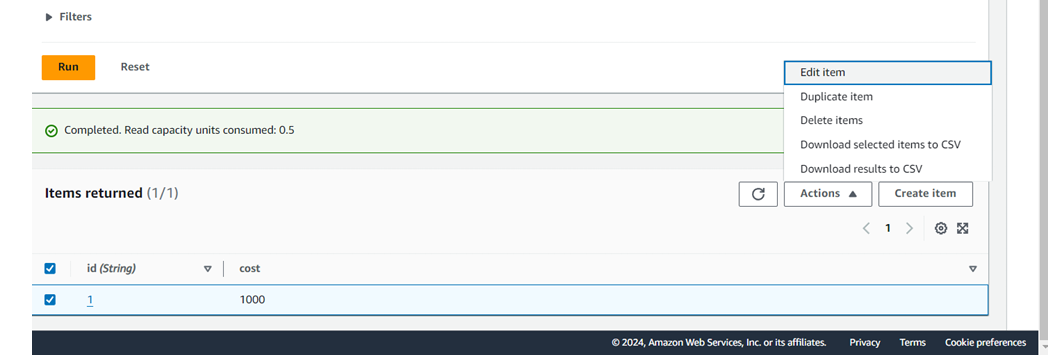 Filters
Run Reset
Edit item
Duplicate item
Delete items
Download selected items to CSV
Download results to CSV
Completed. Read capacity units consumed: 0.5
Items returned (1/1)
Actions Create item
1
id (String) cost
1 1000
© 2024, Amazon Web Services, Inc. or its affiliates. Privacy Terms Cookie preferences